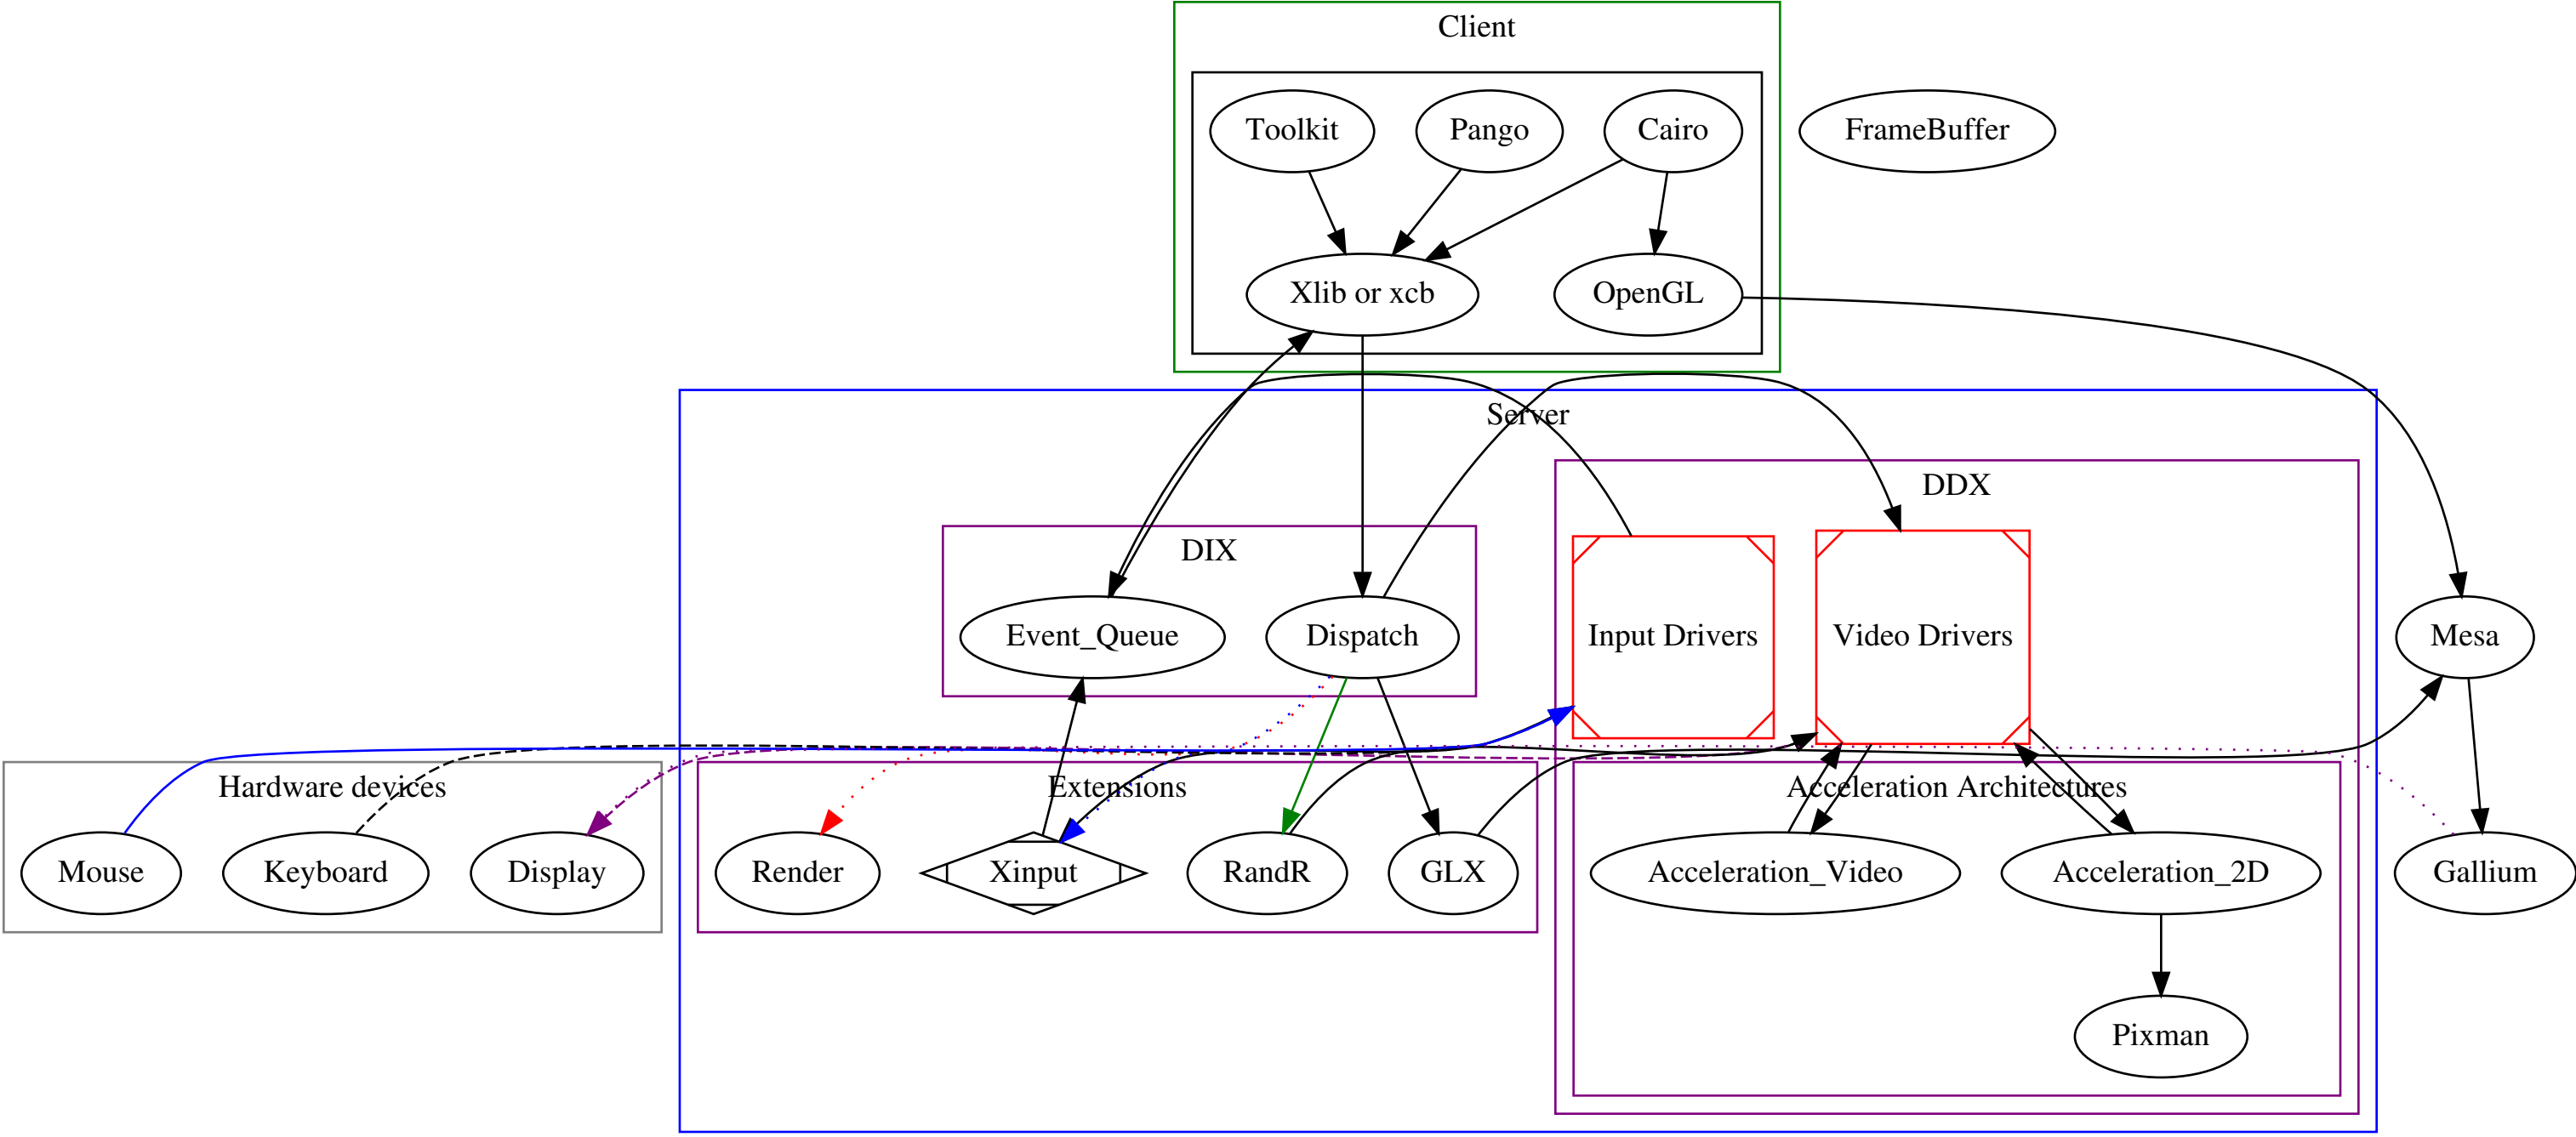 Client
Toolkit
Pango
Cairo
FrameBuffer
Xlib or xcb
OpenGL
Server
DDX
DIX
Event_Queue
Dispatch
Input Drivers
Video Drivers
Mesa
Hardware devices
Extensions
Acceleration Architectures
Mouse
Keyboard
Display
Render
Xinput
RandR
GLX
Acceleration_Video
Acceleration_2D
Gallium
Pixman